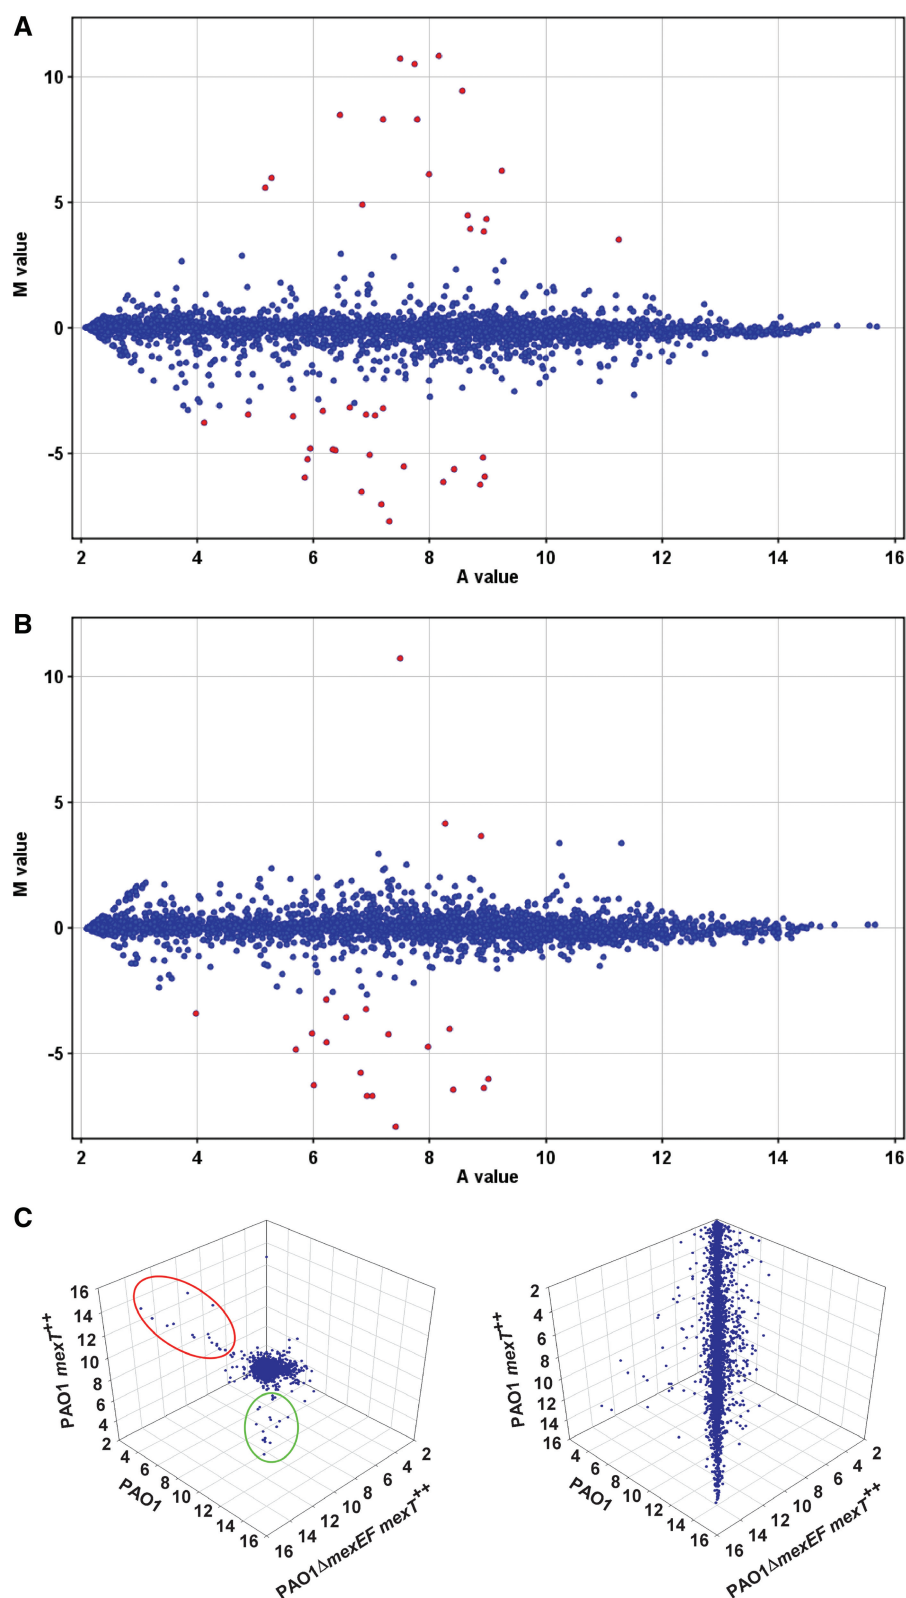 A
10
5
0
-5
M value
2 4 6 8 10 12 14 16
A value
B
10
5
0
-5
M value
2 4 6 8 10 12 14 16
A value
C
16
14
12
10
8
6
4
2
PAO1 mexT++
4 6 8 10 12 14 16
PAO1
16 14 12 10 8 6 4 2
PAO1ΔmexEF mexT++
2
4
6
8
10
12
14
16
PAO1 mexT++
4 6 8 10 12 14 16
PAO1
16 14 12 10 8 6 4 2
PAO1ΔmexEF mexT++